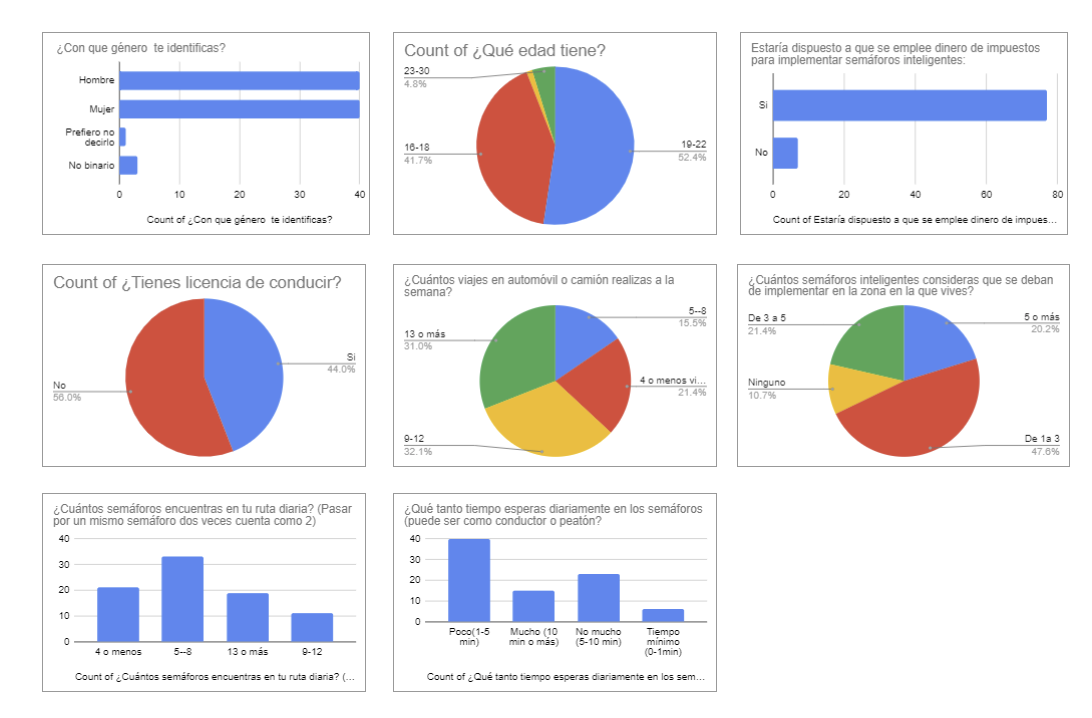 ¿Con que género te identificas?
Hombre
Mujer
Prefiero no
decirlo
No binario
0 10 20 30 40
Count of ¿Con que género te identificas?
Count of ¿Qué edad tiene?
23-30
4.8%
16-18
41.7%
19-22
52.4%
Estaría dispuesto a que se emplee dinero de impuestos
para implementar semáforos inteligentes:
Si
No
0 20 40 60 80
Count of Estaría dispuesto a que se emplee dinero de impues...
Count of ¿Tienes licencia de conducir?
Si
44.0%
No
56.0%
¿Cuántos viajes en automóvil o camión realizas a la
semana?
5--8
15.5%
13 o más
31.0%
4 o menos vi...
21.4%
9-12
32.1%
¿Cuántos semáforos inteligentes consideras que se deban
de implementar en la zona en la que vives?
De 3 a 5
21.4%
5 o más
20.2%
Ninguno
10.7%
De 1a 3
47.6%
¿Cuántos semáforos encuentras en tu ruta diaria? (Pasar
por un mismo semáforo dos veces cuenta como 2)
40
30
20
10
0
4 o menos 5--8 13 o más 9-12
Count of ¿Cuántos semáforos encuentras en tu ruta diaria? (...
¿Qué tanto tiempo esperas diariamente en los semáforos
(puede ser como conductor o peatón?
40
30
20
10
0
Poco(1-5 Mucho (10 No mucho Tiempo
min) min o más) (5-10 min) mínimo
(0-1min)
Count of ¿Qué tanto tiempo esperas diariamente en los sem...